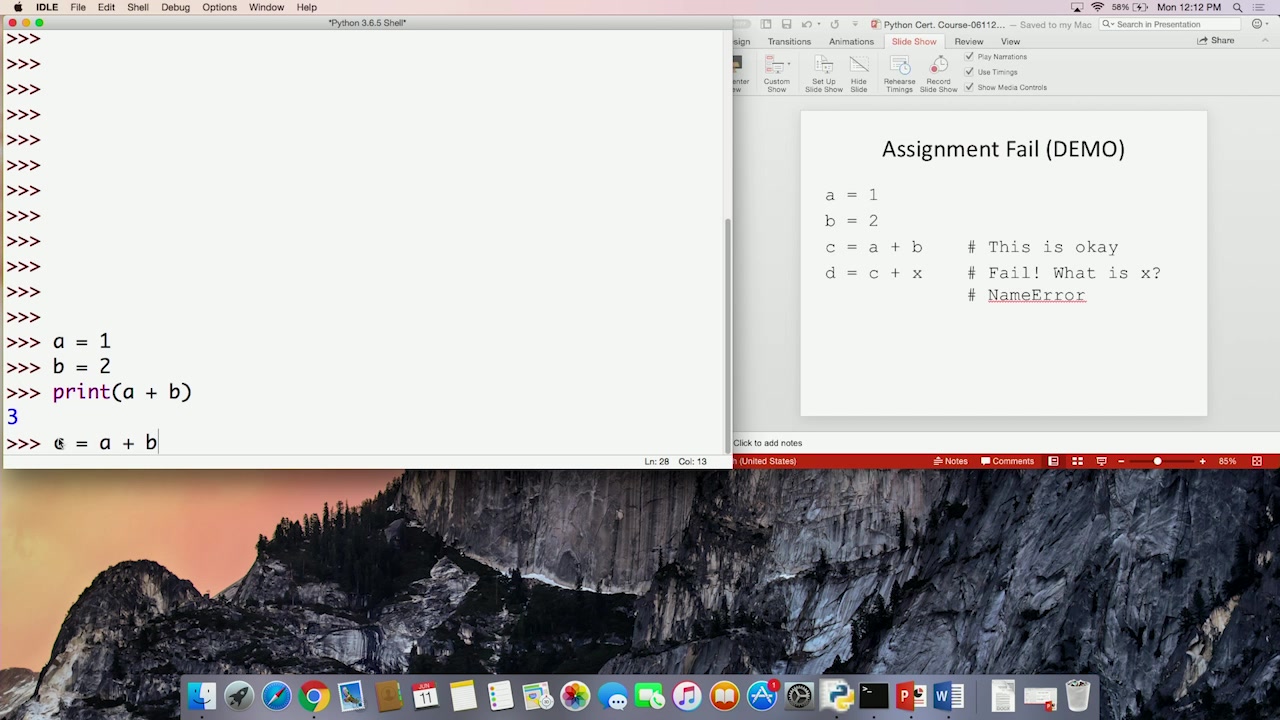 IDLE File Edit Shell Debug Options Window Help 58% Mon 12:12 PM
*Python 3.6.5 Shell*
Python Cert. Course-06112... — Saved to my Mac Search in Presentation
sign Transitions Animations Slide Show Review View Share
Custom Show
Set Up Slide Show
Hide Slide
Rehearse Timings
Record Slide Show
Play Narrations
Use Timings
Show Media Controls
>>>
>>>
>>>
>>>
>>>
>>>
>>>
>>>
>>>
>>>
>>>
>>>
>>> a = 1
>>> b = 2
>>> print(a + b)
3
>>> c = a + b
Ln: 28 Col: 13
Assignment Fail (DEMO)
a = 1
b = 2
c = a + b # This is okay
d = c + x # Fail! What is x?
# NameError
Click to add notes
(United States) Notes Comments 85%
JUN
11
1